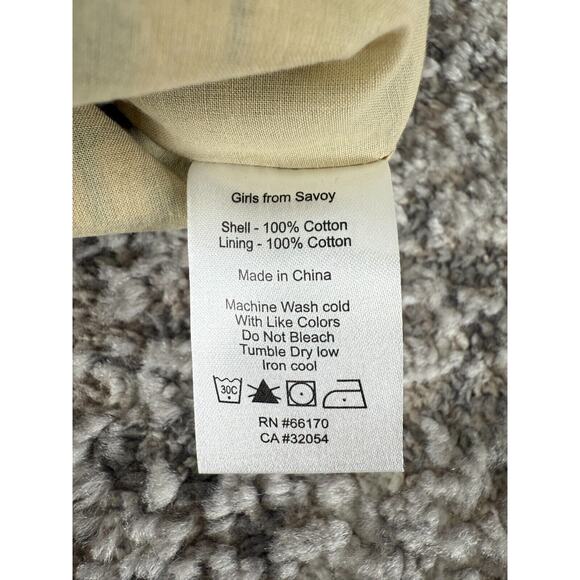 Girls from Savoy
Shell - 100% Cotton
Lining - 100% Cotton
Made in China
Machine Wash cold
With Like Colors
Do Not Bleach
Tumble Dry low
Iron cool
30C
RN #66170
CA #32054